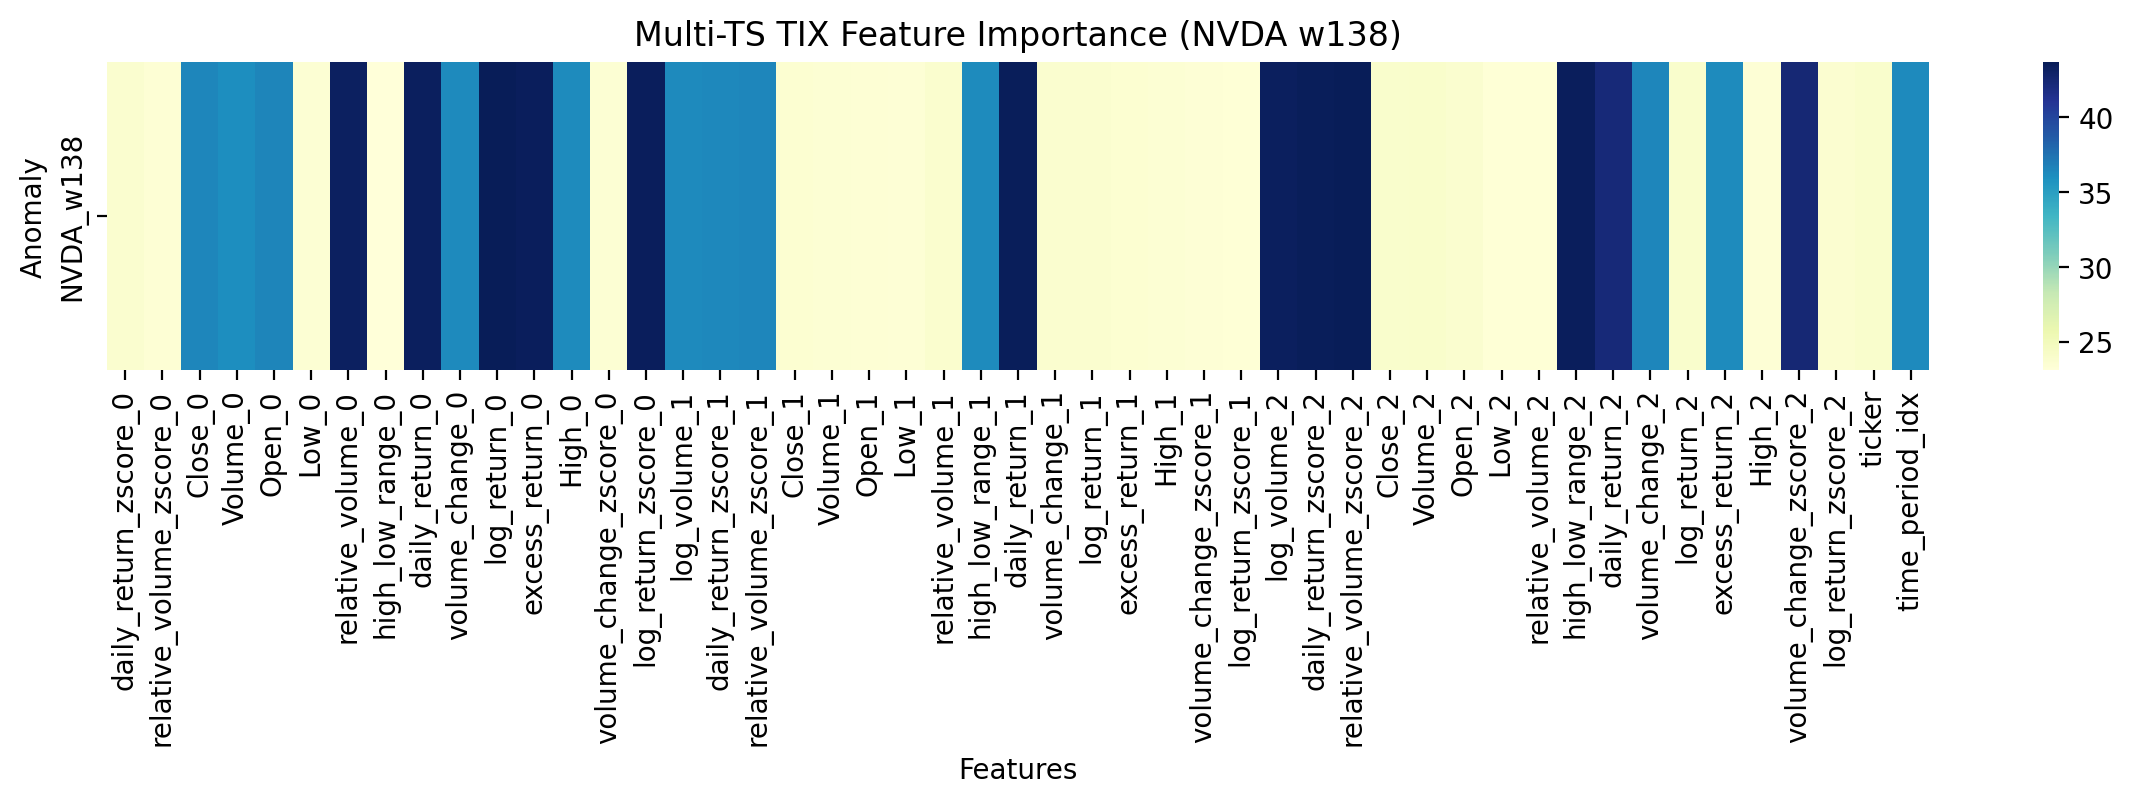 Multi-TS TIX Feature Importance (NVDA w138)
Anomaly
NVDA_w138
40
35
30
25
daily_return_zscore_0
relative_volume_zscore_0
Close_0
Volume_0
Open_0
Low_0
relative_volume_0
high_low_range_0
daily_return_0
volume_change_0
log_return_0
excess_return_0
High_0
volume_change_zscore_0
log_return_zscore_0
log_volume_1
daily_return_zscore_1
relative_volume_zscore_1
Close_1
Volume_1
Open_1
Low_1
relative_volume_1
high_low_range_1
daily_return_1
volume_change_1
log_return_1
excess_return_1
High_1
volume_change_zscore_1
log_return_zscore_1
log_volume_2
daily_return_zscore_2
relative_volume_zscore_2
Close_2
Volume_2
Open_2
Low_2
relative_volume_2
high_low_range_2
daily_return_2
volume_change_2
log_return_2
excess_return_2
High_2
volume_change_zscore_2
log_return_zscore_2
ticker
time_period_idx
Features